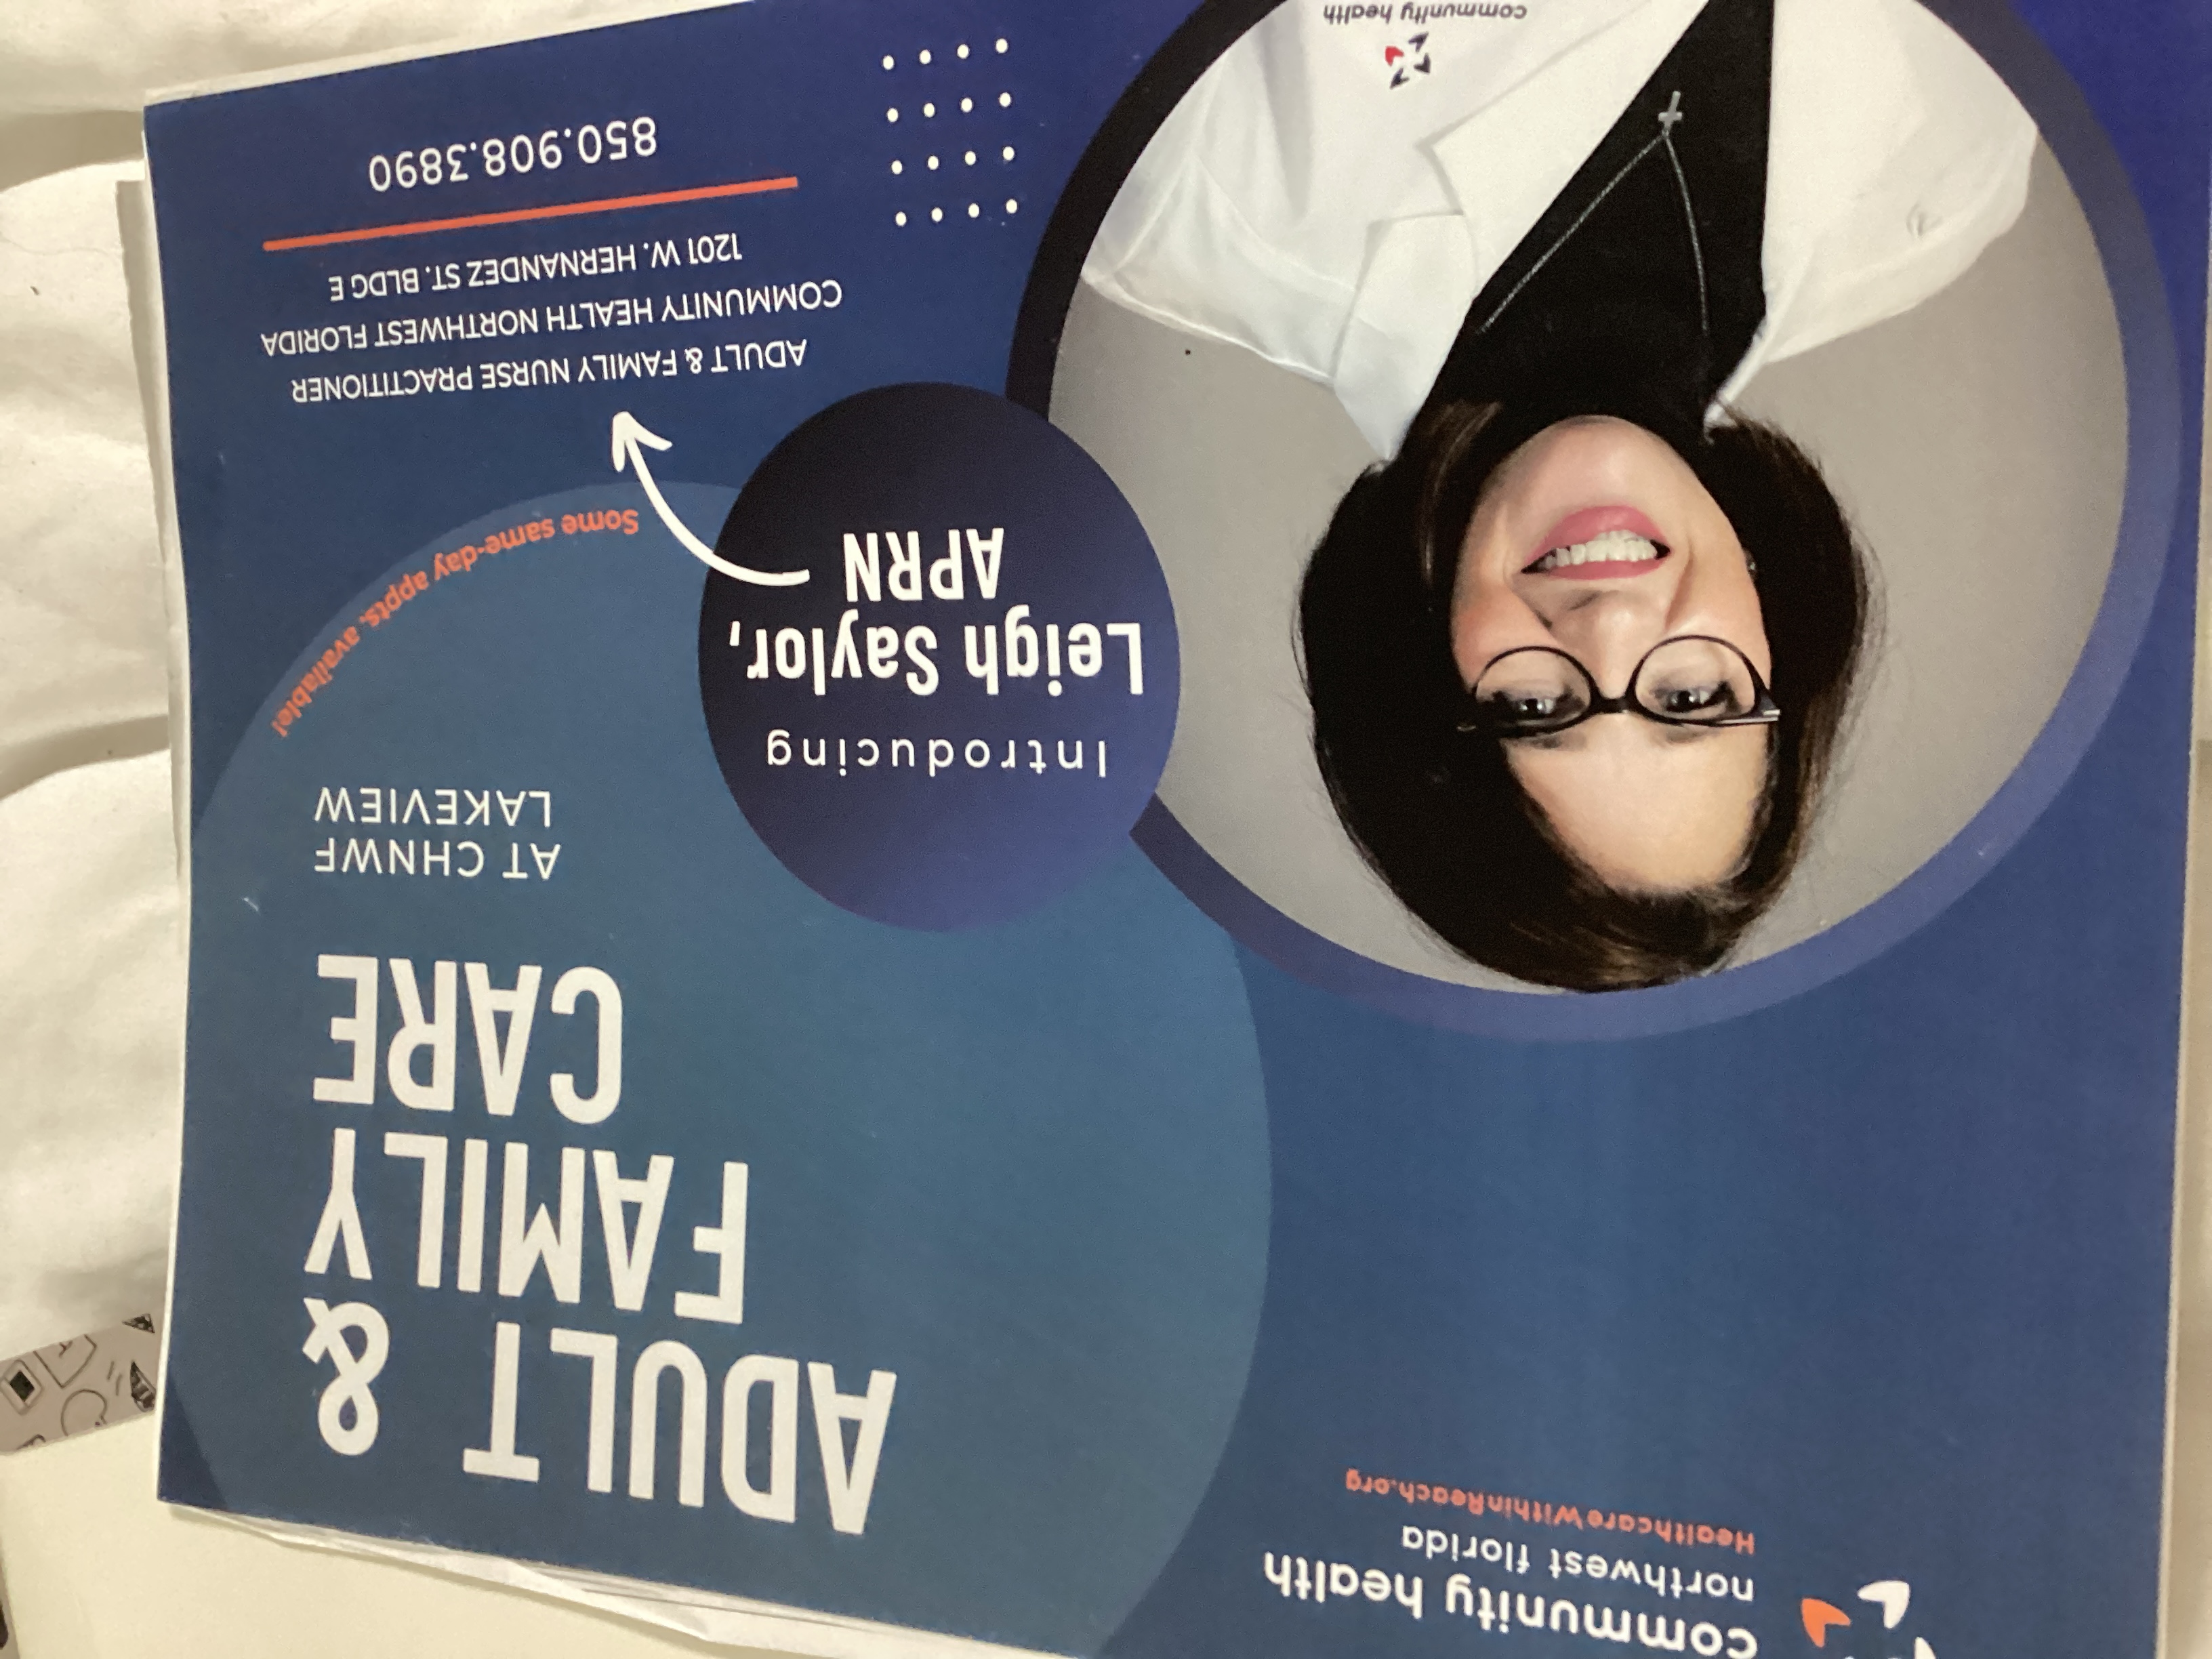 community health
northwest florida
HealthcareWithinReach.org
ADULT &
FAMILY
CARE
AT CHNWF
LAKEVIEW
Some same-day appts. available!
Introducing
Leigh Saylor,
APRN
ADULT & FAMILY NURSE PRACTITIONER
COMMUNITY HEALTH NORTHWEST FLORIDA
1201 W. HERNANDEZ ST. BLDG E
850.908.3890
community health